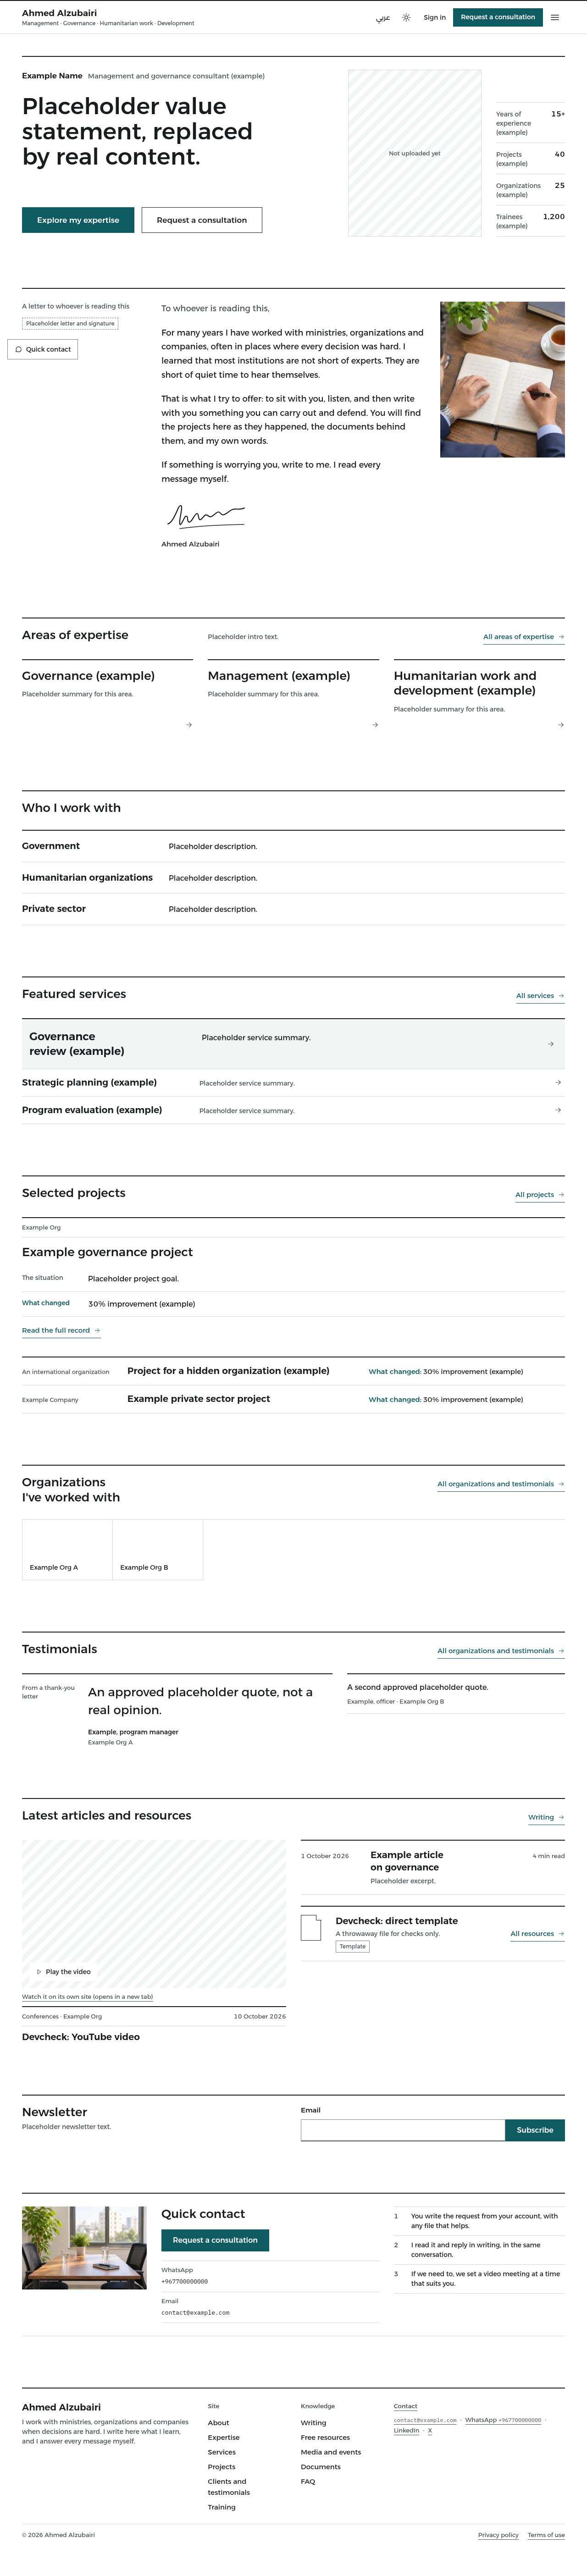 Ahmed Alzubairi
Management · Governance · Humanitarian work · Development
عربي
Sign in
Request a consultation
Example Name Management and governance consultant (example)
Placeholder value
statement, replaced
by real content.
Explore my expertise
Request a consultation
Not uploaded yet
Years of
experience
(example)
15+
Projects
(example)
40
Organizations
(example)
25
Trainees
(example)
1,200
A letter to whoever is reading this
Placeholder letter and signature
Quick contact
To whoever is reading this,
For many years I have worked with ministries, organizations and
companies, often in places where every decision was hard. I
learned that most institutions are not short of experts. They are
short of quiet time to hear themselves.
That is what I try to offer: to sit with you, listen, and then write
with you something you can carry out and defend. You will find
the projects here as they happened, the documents behind
them, and my own words.
If something is worrying you, write to me. I read every
message myself.
Ahmed Alzubairi
Areas of expertise
Placeholder intro text.
All areas of expertise →
Governance (example)
Placeholder summary for this area.
→
Management (example)
Placeholder summary for this area.
→
Humanitarian work and
development (example)
Placeholder summary for this area.
→
Who I work with
Government
Placeholder description.
Humanitarian organizations
Placeholder description.
Private sector
Placeholder description.
Featured services
All services →
Governance
review (example)
Placeholder service summary.
→
Strategic planning (example)
Placeholder service summary.
→
Program evaluation (example)
Placeholder service summary.
→
Selected projects
All projects →
Example Org
Example governance project
The situation
Placeholder project goal.
What changed
30% improvement (example)
Read the full record →
An international organization
Project for a hidden organization (example)
What changed: 30% improvement (example)
Example Company
Example private sector project
What changed: 30% improvement (example)
Organizations
I've worked with
All organizations and testimonials →
Example Org A
Example Org B
Testimonials
All organizations and testimonials →
From a thank-you
letter
An approved placeholder quote, not a
real opinion.
Example, program manager
Example Org A
A second approved placeholder quote.
Example, officer · Example Org B
Latest articles and resources
Writing →
Play the video
Watch it on its own site (opens in a new tab)
Conferences · Example Org
10 October 2026
Devcheck: YouTube video
1 October 2026
Example article
on governance
Placeholder excerpt.
4 min read
Devcheck: direct template
A throwaway file for checks only.
Template
All resources →
Newsletter
Placeholder newsletter text.
Email
Subscribe
Quick contact
Request a consultation
WhatsApp
+967700000000
Email
contact@example.com
1 You write the request from your account, with
any file that helps.
2 I read it and reply in writing, in the same
conversation.
3 If we need to, we set a video meeting at a time
that suits you.
Ahmed Alzubairi
I work with ministries, organizations and companies
when decisions are hard. I write here what I learn,
and I answer every message myself.
Site
About
Expertise
Services
Projects
Clients and
testimonials
Training
Knowledge
Writing
Free resources
Media and events
Documents
FAQ
Contact
contact@example.com · WhatsApp +967700000000 ·
LinkedIn · X
© 2026 Ahmed Alzubairi
Privacy policy
Terms of use